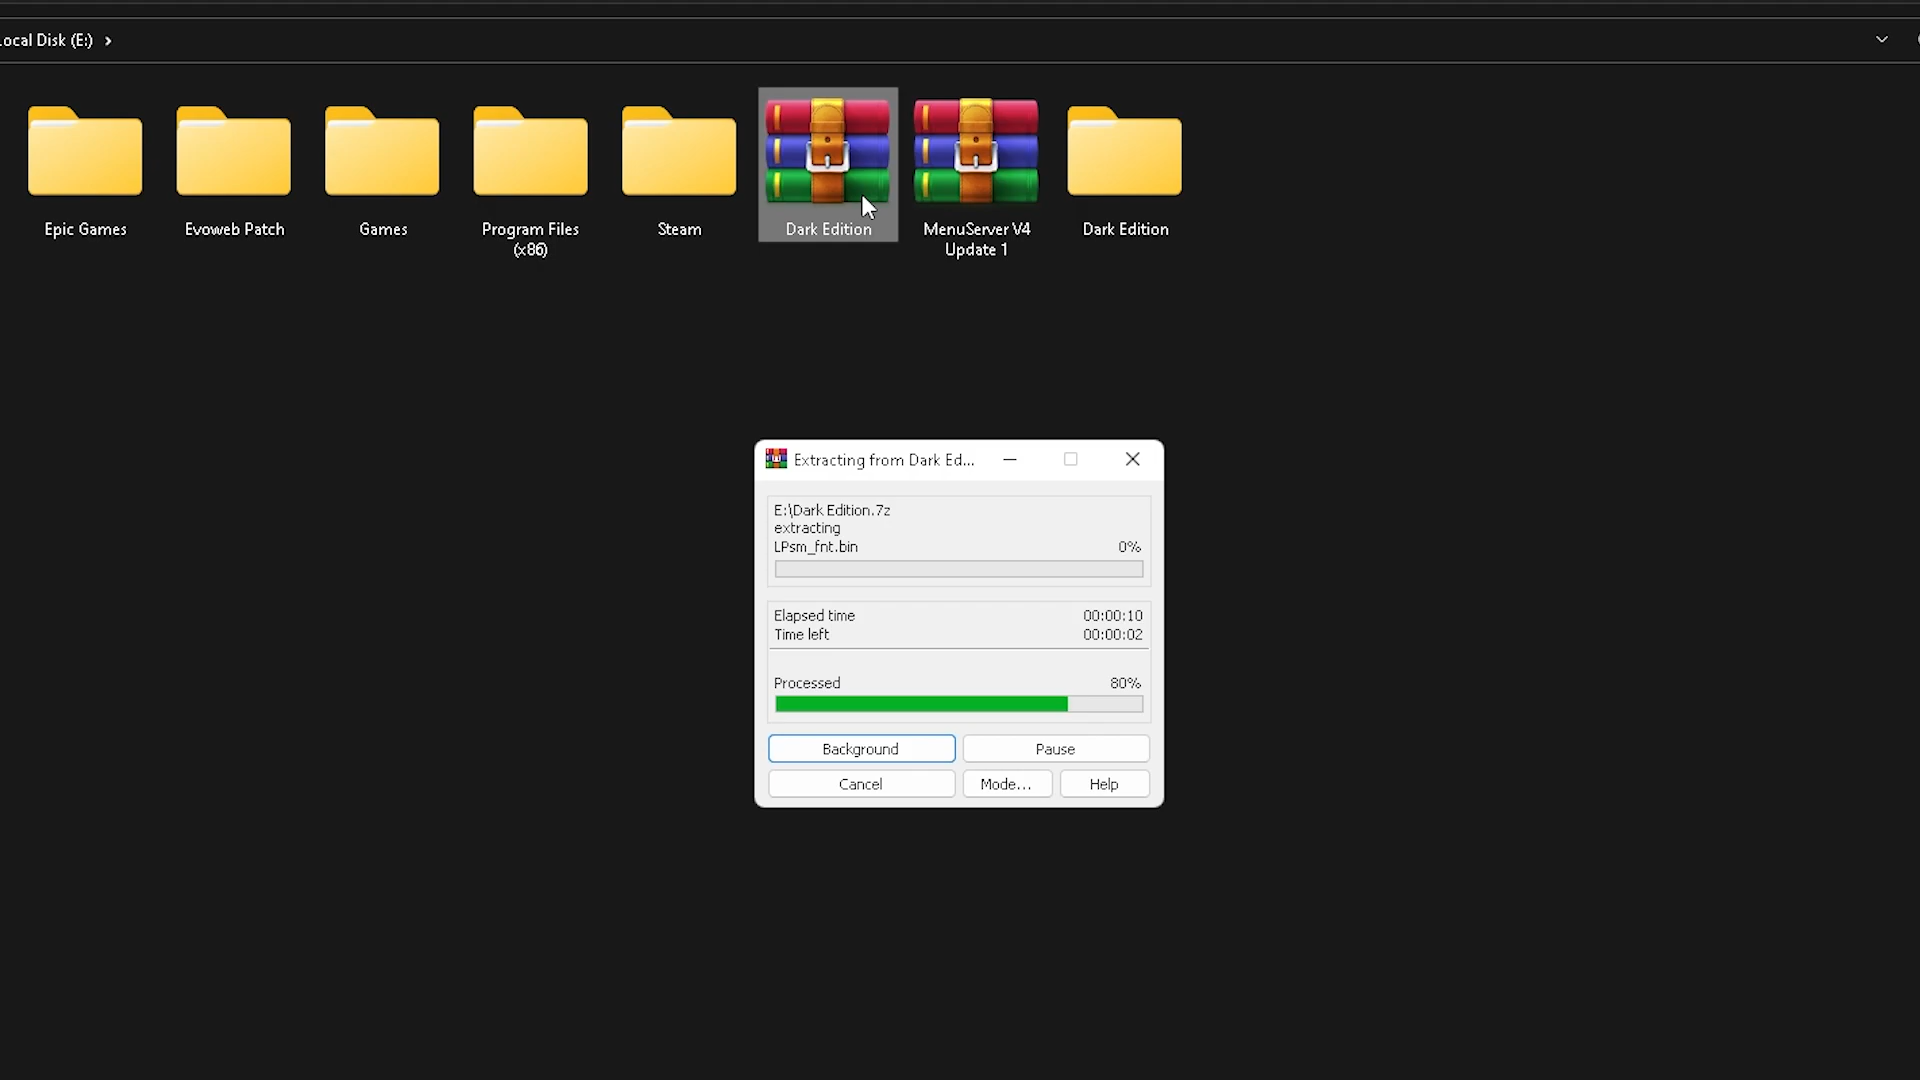 Local Disk (E:)
Epic Games
Evoweb Patch
Games
Program Files
(x86)
Steam
Dark Edition
MenuServer V4
Update 1
Dark Edition
Extracting from Dark Ed...
E:\Dark Edition.7z
extracting
LPsm_fnt.bin 0%
Elapsed time 00:00:10
Time left 00:00:02
Processed 80%
Background Pause
Cancel Mode... Help